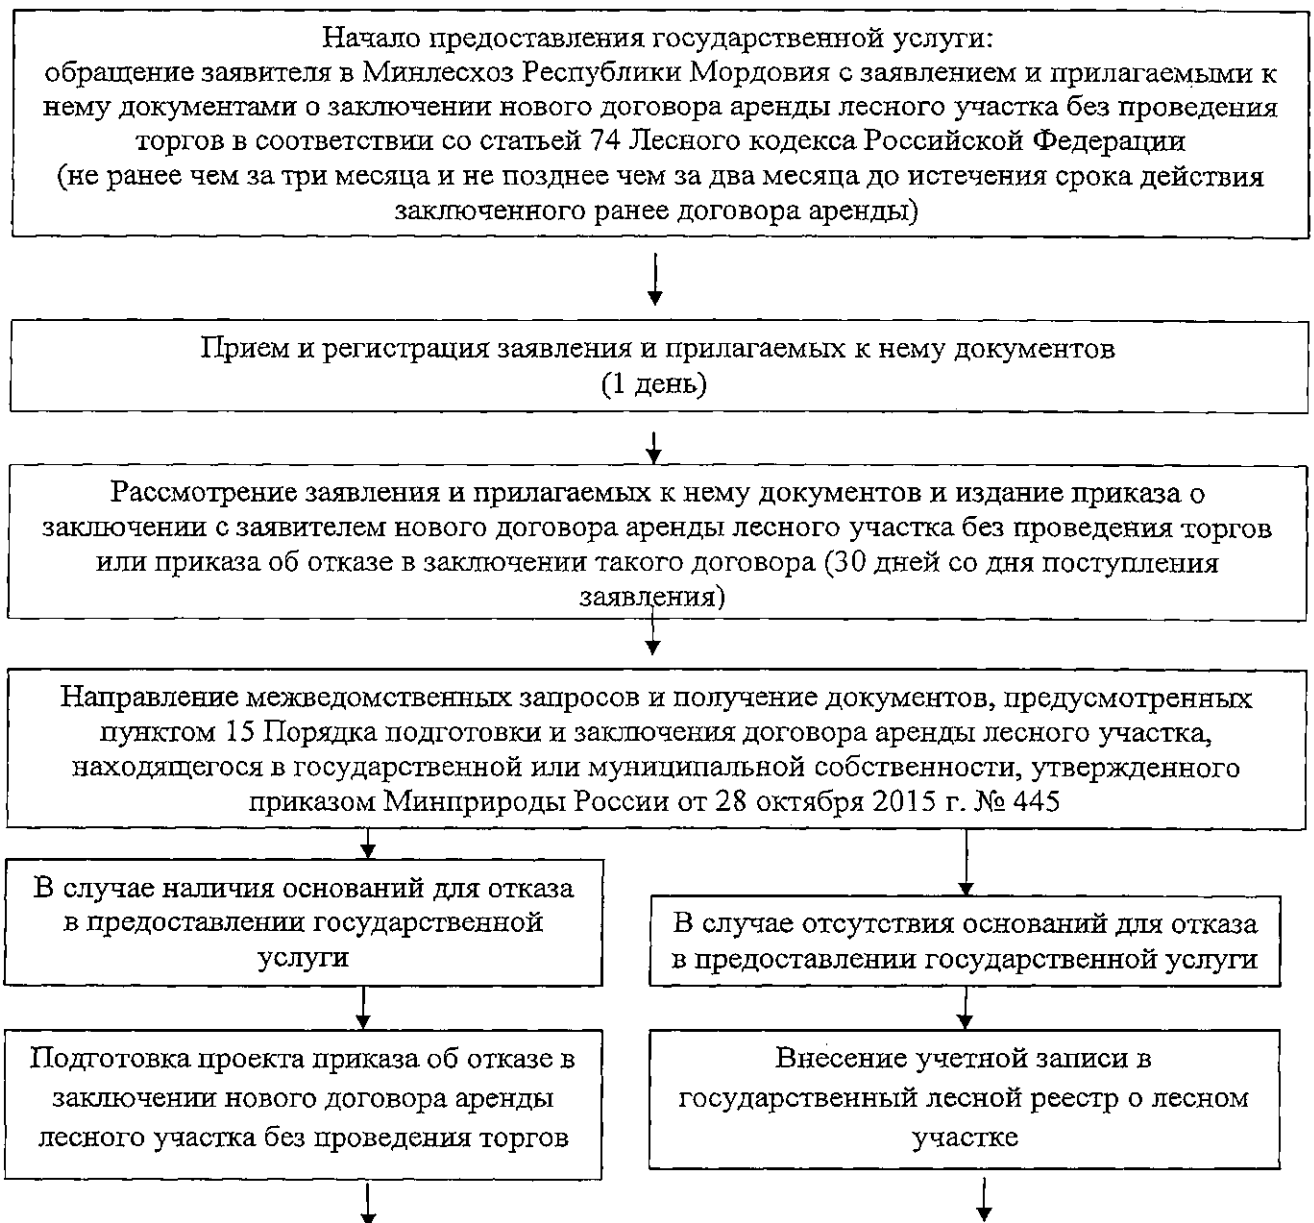 Начало предоставления государственной услуги:
обращение заявителя в Минлесхоз Республики Мордовия с заявлением и прилагаемыми к
нему документами о заключении нового договора аренды лесного участка без проведения
торгов в соответствии со статьей 74 Лесного кодекса Российской Федерации
(не ранее чем за три месяца и не позднее чем за два месяца до истечения срока действия
заключенного ранее договора аренды)
Прием и регистрация заявления и прилагаемых к нему документов
(1 день)
Рассмотрение заявления и прилагаемых к нему документов и издание приказа о
заключении с заявителем нового договора аренды лесного участка без проведения торгов
или приказа об отказе в заключении такого договора (30 дней со дня поступления
заявления)
Направление межведомственных запросов и получение документов, предусмотренных
пунктом 15 Порядка подготовки и заключения договора аренды лесного участка,
находящегося в государственной или муниципальной собственности, утвержденного
приказом Минприроды России от 28 октября 2015 г. № 445
В случае наличия оснований для отказа
в предоставлении государственной
услуги
В случае отсутствия оснований для отказа
в предоставлении государственной услуги
Подготовка проекта приказа об отказе в
заключении нового договора аренды
лесного участка без проведения торгов
Внесение учетной записи в
государственный лесной реестр о лесном
участке